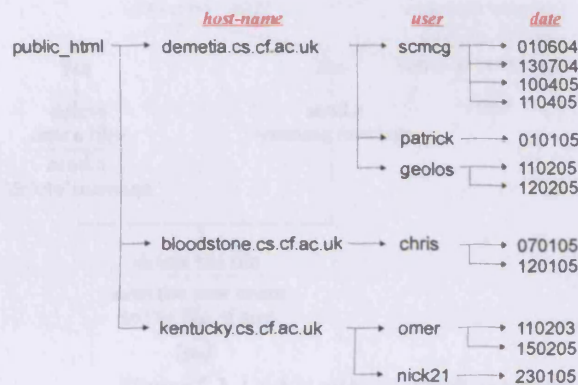 host-name user date
public_html demetia.cs.cf.ac.uk scmcg 010604
130704
100405
110405
patrick 010105
geolos 110205
120205
bloodstone.cs.cf.ac.uk chris 070105
120105
kentucky.cs.cf.ac.uk omer 110203
150205
nick21 230105